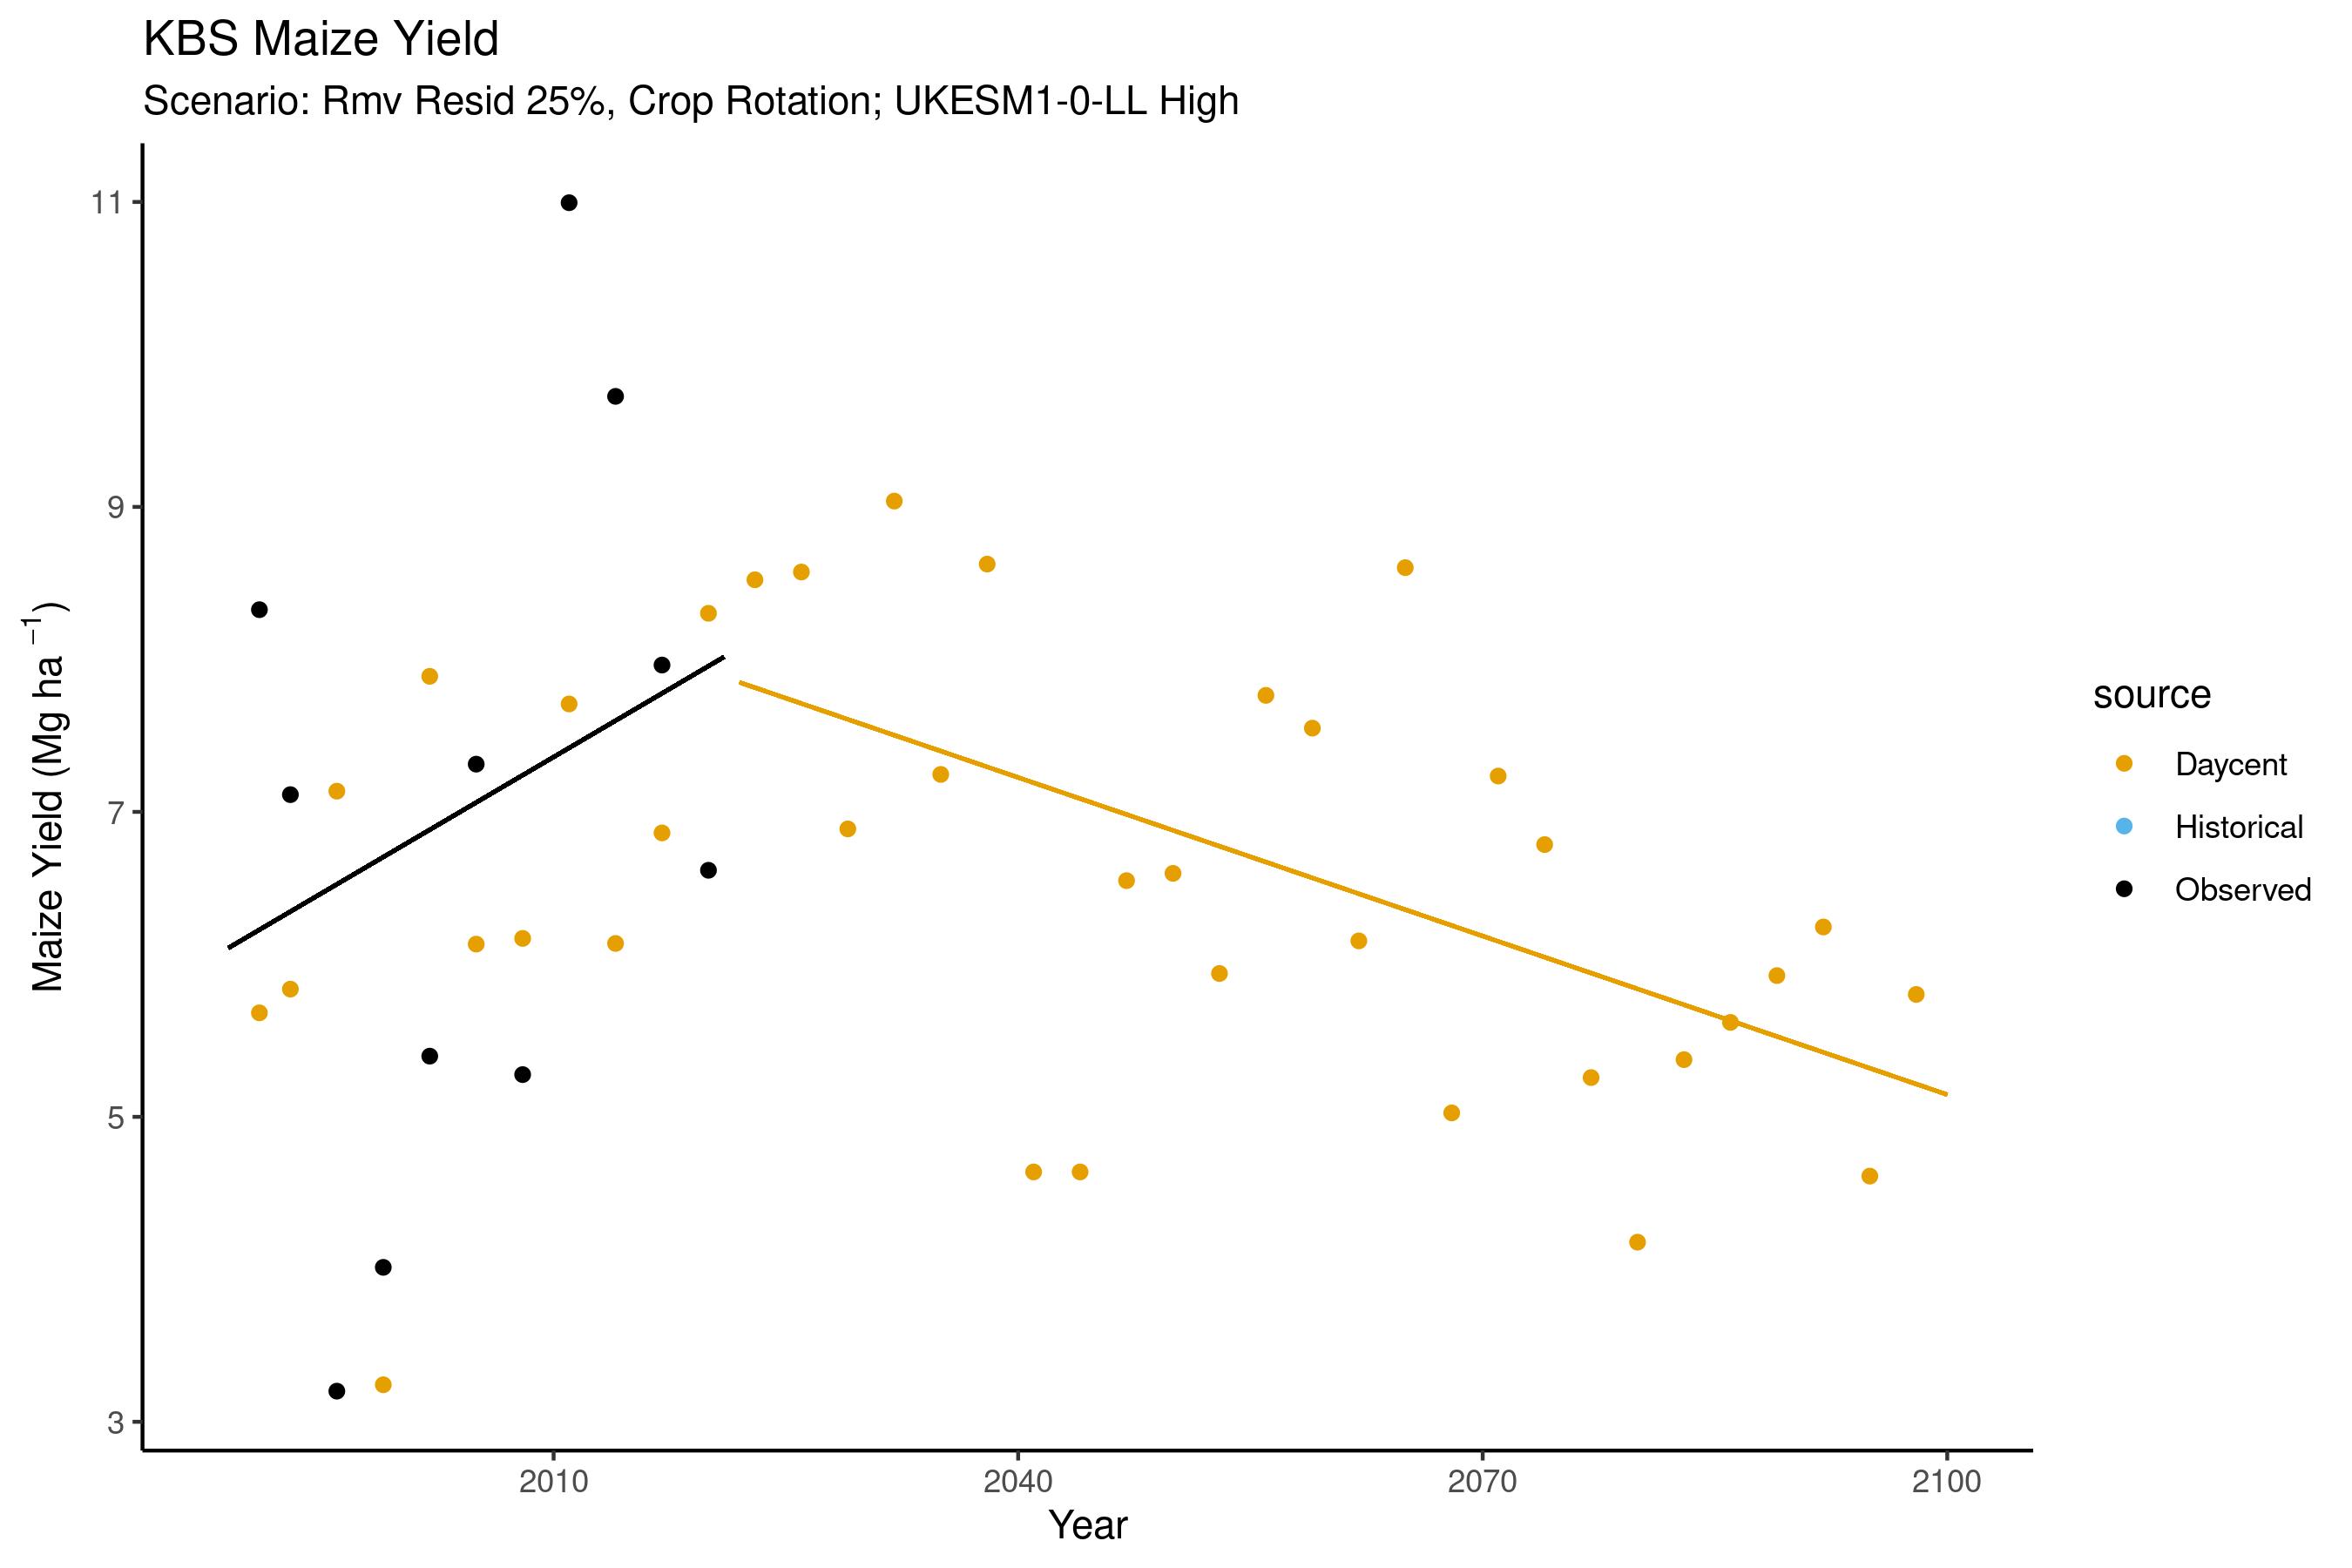 KBS Maize Yield
Scenario: Rmv Resid 25%, Crop Rotation; UKESM1-0-LL High
Maize Yield (Mg ha −1)
11
9
7
5
3
2010
2040
2070
2100
Year
source
Daycent
Historical
Observed